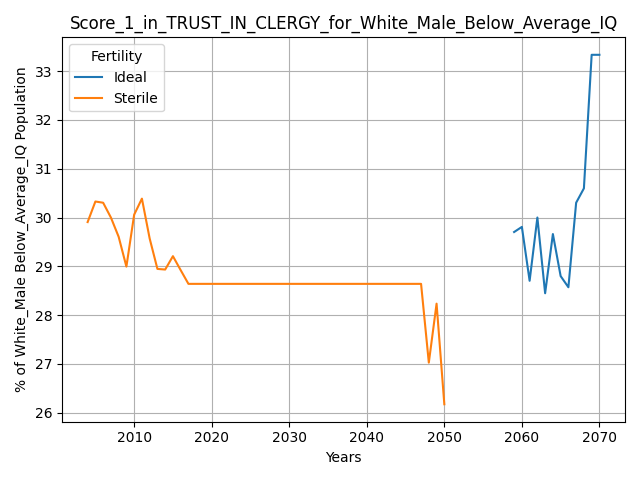 Score_1_in_TRUST_IN_CLERGY_for_White_Male_Below_Average_IQ
Fertility
Ideal
Sterile
% of White_Male Below_Average_IQ Population
33
32
31
30
29
28
27
26
2010
2020
2030
2040
2050
2060
2070
Years